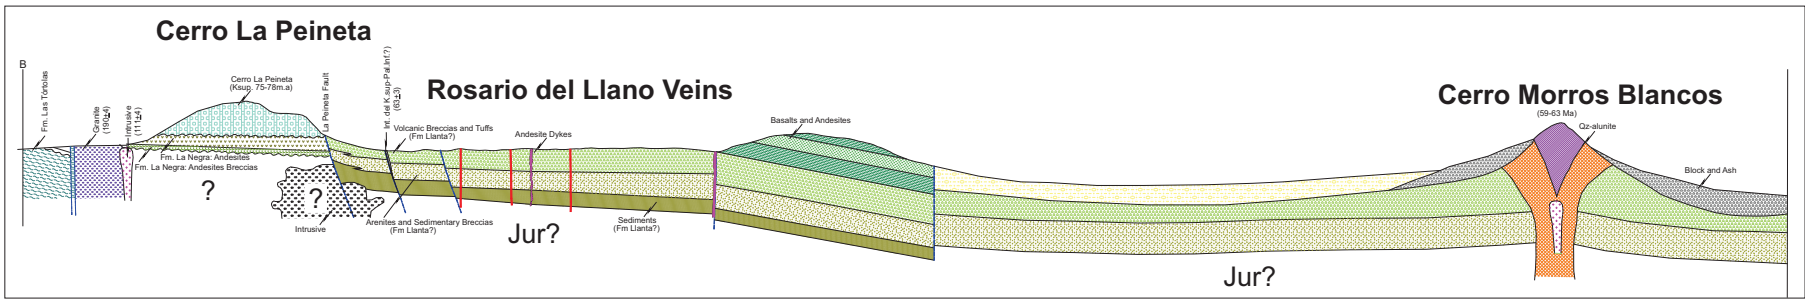 Cerro La Peineta
Rosario del Llano Veins
Cerro Morros Blancos
(59-63 Ma)
Qz-alunite
B
Fm. Las Tórtolas
Granite
(190±4)
Intrusive
(111±4)
Cerro La Peineta
(Ksup. 75-78m.a)
La Peineta Fault
Int. del K.sup-Pal.Inf.?)
(63±3)
Volcanic Breccias and Tuffs
(Fm Llanta?)
Andesite Dykes
Basalts and Andesites
Fm. La Negra: Andesites
Fm. La Negra: Andesites Breccias
?
?
Intrusive
Arenites and Sedimentary Breccias
(Fm Llanta?)
Jur?
Sediments
(Fm Llanta?)
Block and Ash
Jur?